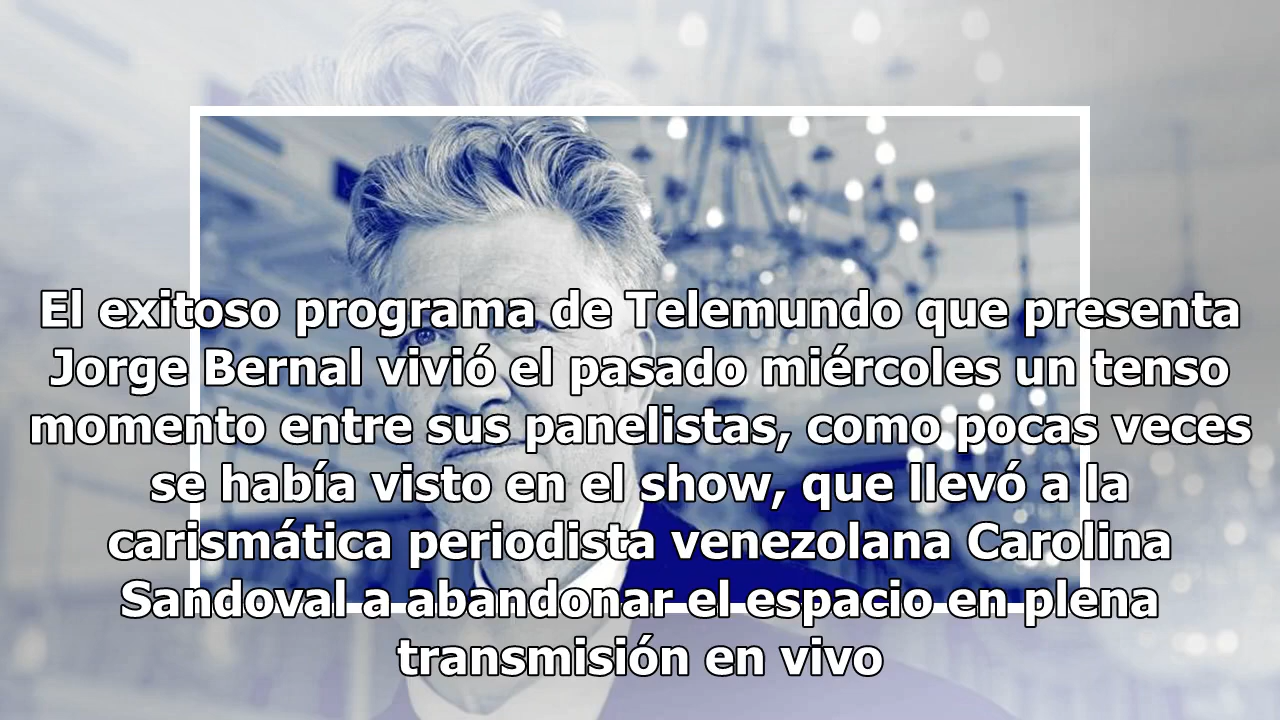 El exitoso programa de Telemundo que presenta
Jorge Bernal vivió el pasado miércoles un tenso
momento entre sus panelistas, como pocas veces
se había visto en el show, que llevó a la
carismática periodista venezolana Carolina
Sandoval a abandonar el espacio en plena
transmisión en vivo